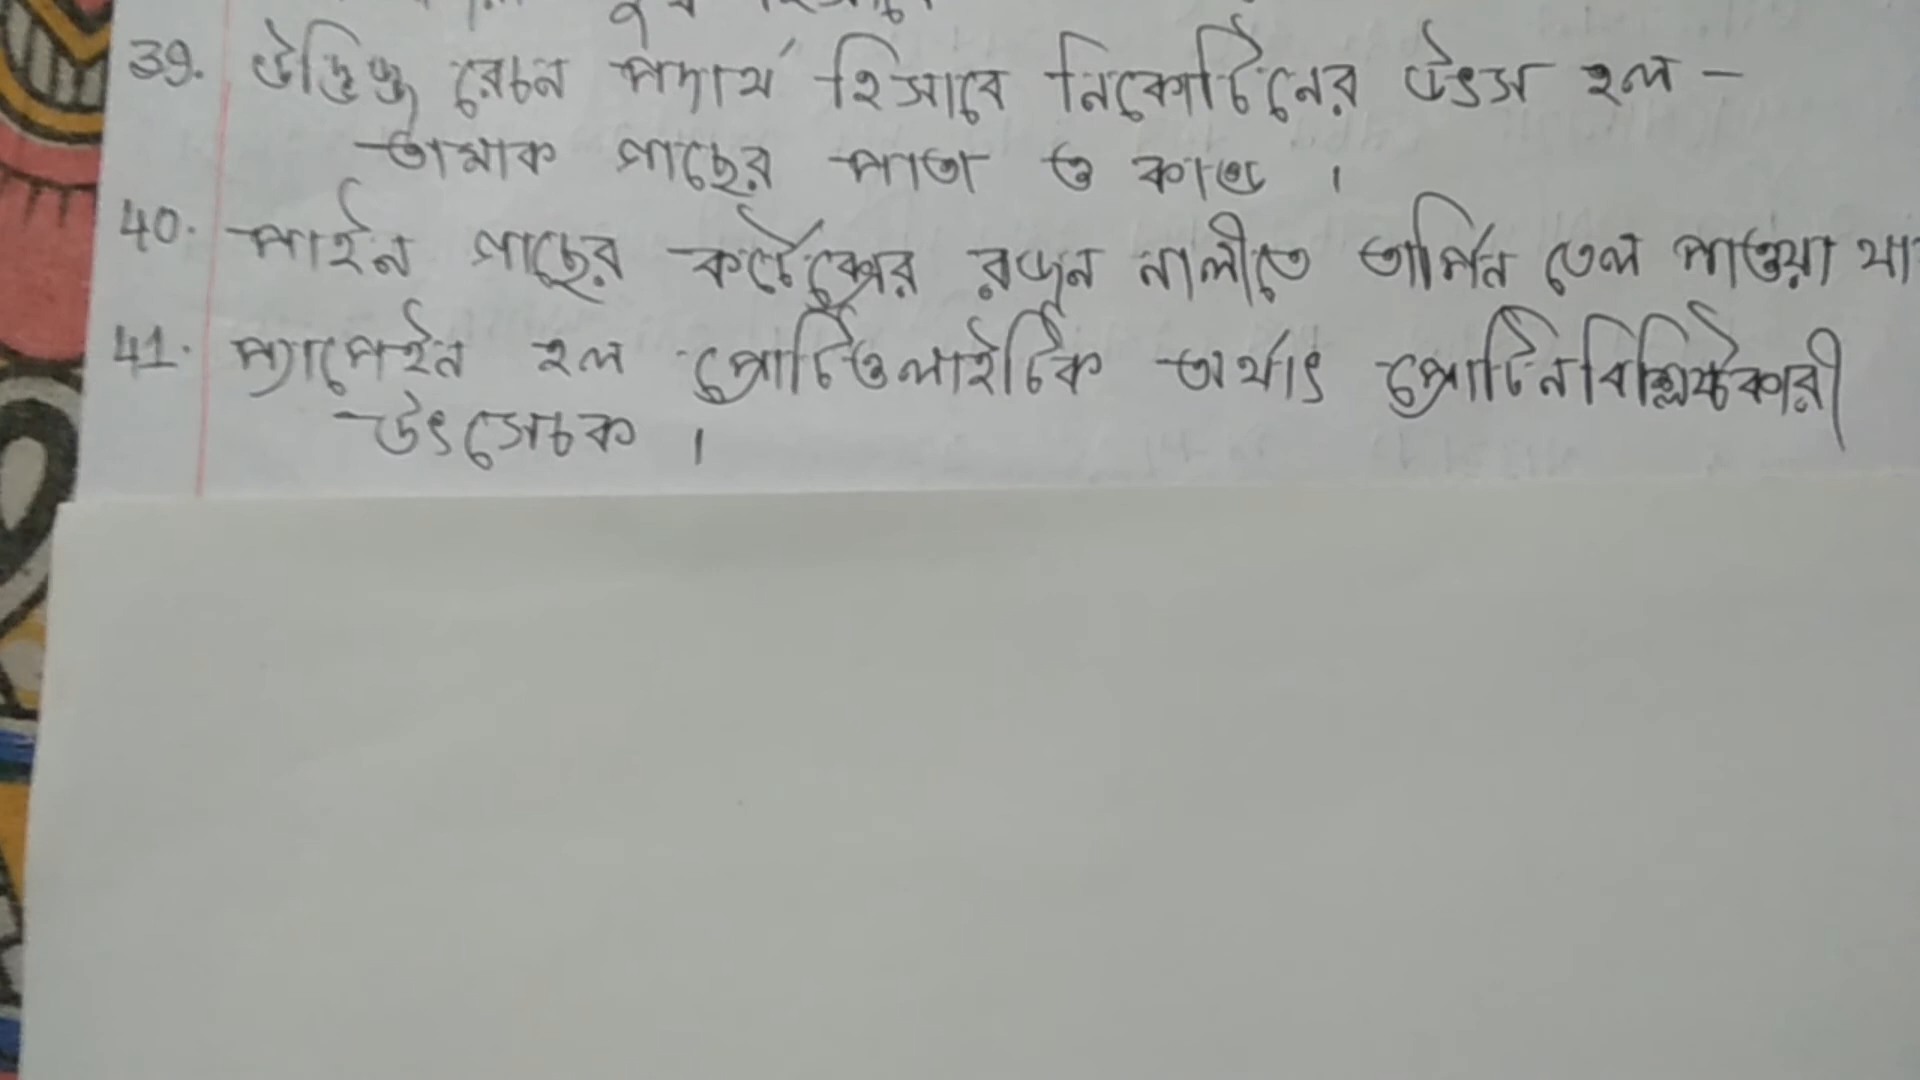 39. উদ্ভিজ্জ রেচন পদার্থ হিসাবে নিকোটিনের উৎস হল –
তামাক গাছের পাতা ও কান্ড ।
40. পাইন গাছের কর্টেক্সের রজন নালীতে তার্পিন তেল পাওয়া যা
41. প্যাপেইন হল প্রোটিওলাইটিক অর্থাৎ প্রোটিনবিশ্লিষ্টকারী
উৎসেচক ।